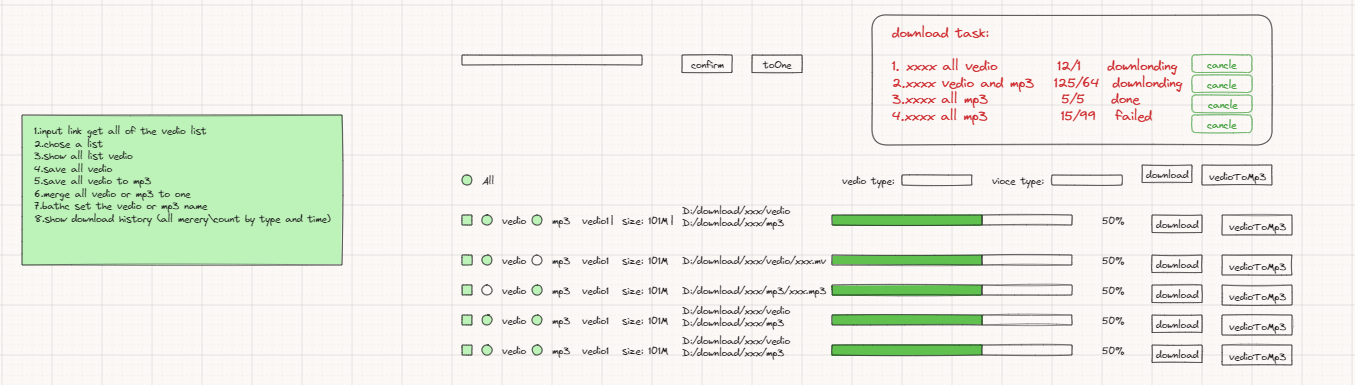 download task:
1. xxxx all vedio 12/1 downlonding cancle
2.xxxx vedio and mp3 125/64 downlonding cancle
3.xxxx all mp3 5/5 done cancle
4.xxxx all mp3 15/99 failed cancle
confirm toOne
1.input link get all of the vedio list
2.chose a list
3.show all list vedio
4.save all vedio
5.save all vedio to mp3
6.merge all vedio or mp3 to one
7.bathc set the vedio or mp3 name
8.show download history (all merery\count by type and time)
All vedio type: vioce type: download vedioToMp3
D:/download/xxx/vedio
vedio mp3 vedio1 Size: 101M D:/download/xxx/mp3 50% download vedioToMp3
vedio mp3 vedio1 Size: 101M D:/download/xxx/vedio/xxx.mv 50% download vedioToMp3
vedio mp3 vedio1 Size: 101M D:/download/xxx/mp3/xxx.mp3 50% download vedioToMp3
D:/download/xxx/vedio
vedio mp3 vedio1 Size: 101M D:/download/xxx/mp3 50% download vedioToMp3
D:/download/xxx/vedio
vedio mp3 vedio1 Size: 101M D:/download/xxx/mp3 50% download vedioToMp3